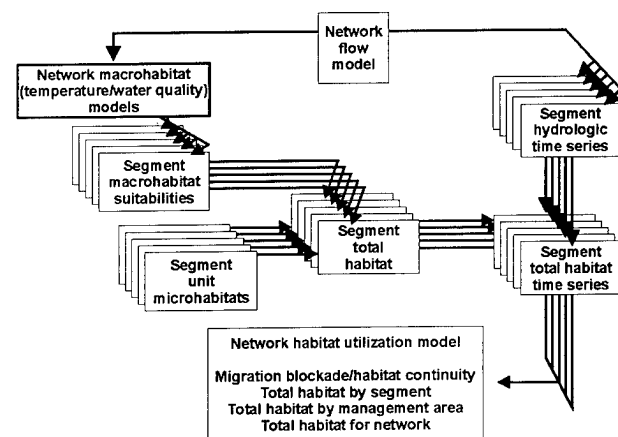 Network
flow
model
Network macrohabitat
(temperature/water quality)
models
Segment
hydrologic
time series
Segment
macrohabitat
suitabilities
Segment
total
habitat
Segment
unit
microhabitats
Segment
total habitat
time series
Network habitat utilization model
Migration blockade/habitat continuity
Total habitat by segment
Total habitat by management area
Total habitat for network